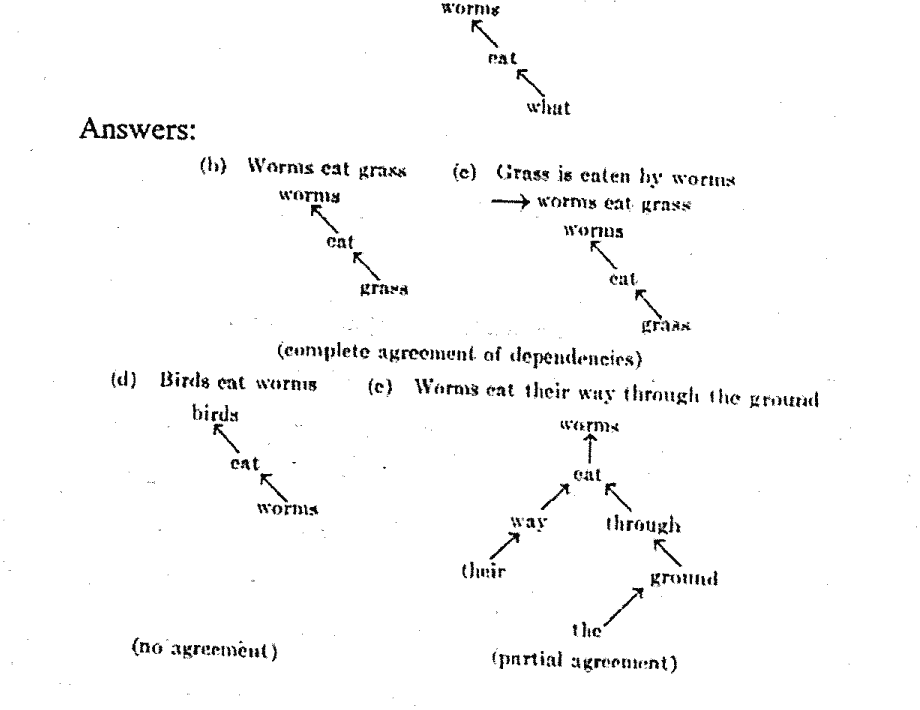 worms
eat
what
Answers:
(b) Worms eat grass
worms
eat
grass
(c) Grass is eaten by worms
→ worms eat grass
worms
eat
grass
(complete agreement of dependencies)
(d) Birds eat worms
birds
eat
worms
(no agreement)
(e) Worms eat their way through the ground
worms
eat
way through
their ground
the
(partial agreement)